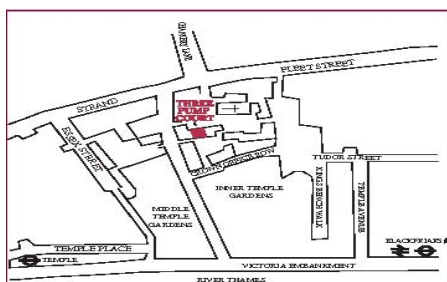 CHANCERY LANE
FLEET STREET
STRAND
THREE
PUMP
COURT
ESSEX STREET
CROWN OFFICE ROW
TUDOR STREET
INNER TEMPLE
GARDENS
KINGS BENCH WALK
TEMPLE AVENUE
MIDDLE
TEMPLE
GARDENS
TEMPLE PLACE
TEMPLE
BLACKFRIARS
VICTORIA EMBANKMENT
RIVER THAMES